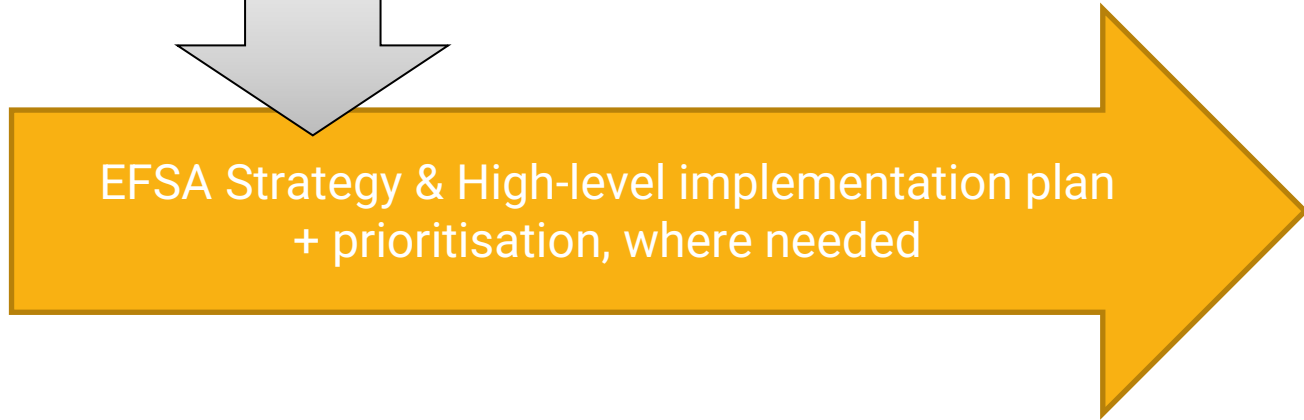 EFSA Strategy & High-level implementation plan
+ prioritisation, where needed